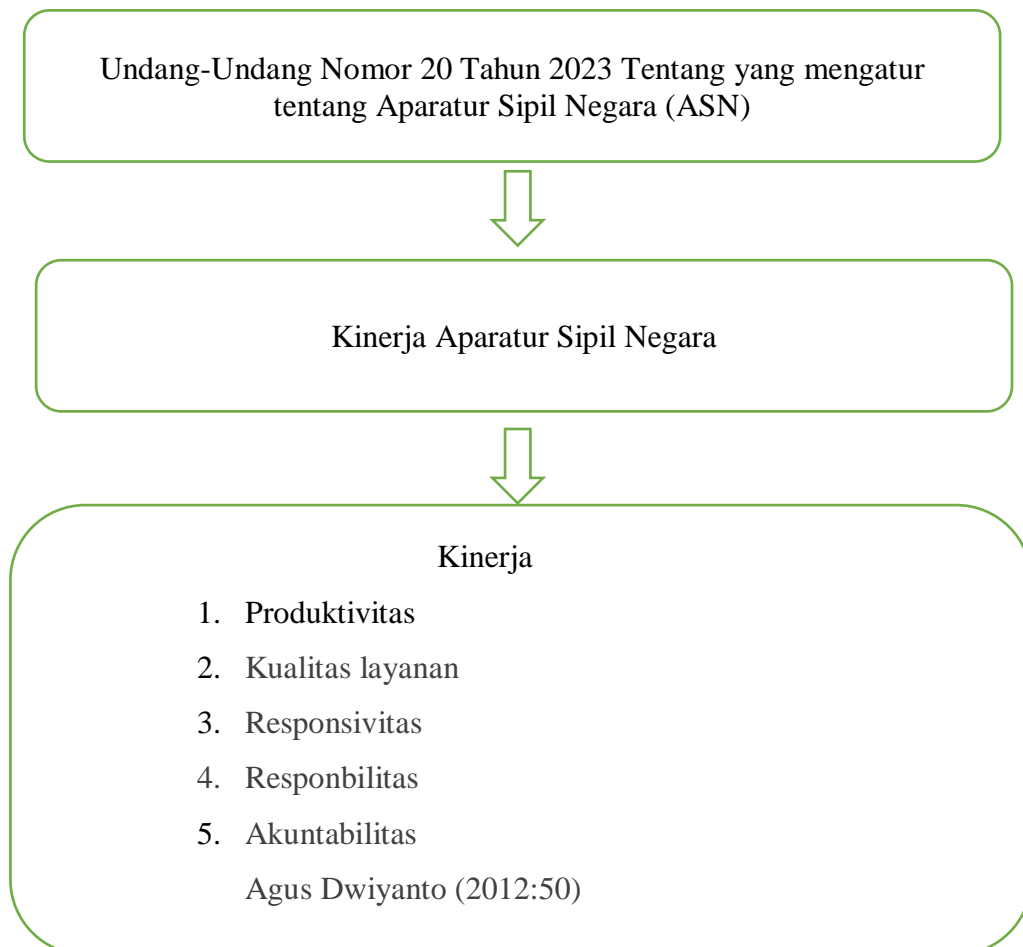 Undang-Undang Nomor 20 Tahun 2023 Tentang yang mengatur
tentang Aparatur Sipil Negara (ASN)
Kinerja Aparatur Sipil Negara
Kinerja
1. Produktivitas
2. Kualitas layanan
3. Responsivitas
4. Responbilitas
5. Akuntabilitas
Agus Dwiyanto (2012:50)